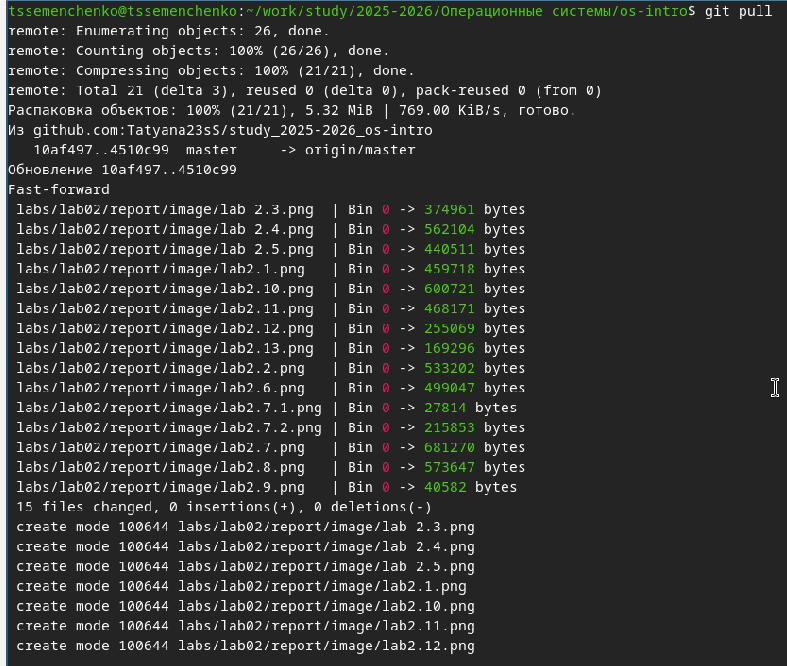 tssemenchenko@tssemenchenko:~/work/study/2025-2026/Операционные системы/os-intro$ git pull
remote: Enumerating objects: 26, done.
remote: Counting objects: 100% (26/26), done.
remote: Compressing objects: 100% (21/21), done.
remote: Total 21 (delta 3), reused 0 (delta 0), pack-reused 0 (from 0)
Распаковка объектов: 100% (21/21), 5.32 MiB | 769.00 KiB/s, готово.
Из github.com:Tatyana23sS/study_2025-2026_os-intro
   10af497..4510c99  master     -> origin/master
Обновление 10af497..4510c99
Fast-forward
 labs/lab02/report/image/lab 2.3.png  | Bin 0 -> 374961 bytes
 labs/lab02/report/image/lab 2.4.png  | Bin 0 -> 562104 bytes
 labs/lab02/report/image/lab 2.5.png  | Bin 0 -> 440511 bytes
 labs/lab02/report/image/lab2.1.png   | Bin 0 -> 459718 bytes
 labs/lab02/report/image/lab2.10.png  | Bin 0 -> 600721 bytes
 labs/lab02/report/image/lab2.11.png  | Bin 0 -> 468171 bytes
 labs/lab02/report/image/lab2.12.png  | Bin 0 -> 255069 bytes
 labs/lab02/report/image/lab2.13.png  | Bin 0 -> 169296 bytes
 labs/lab02/report/image/lab2.2.png   | Bin 0 -> 533202 bytes
 labs/lab02/report/image/lab2.6.png   | Bin 0 -> 499047 bytes
 labs/lab02/report/image/lab2.7.1.png | Bin 0 -> 27814 bytes
 labs/lab02/report/image/lab2.7.2.png | Bin 0 -> 215853 bytes
 labs/lab02/report/image/lab2.7.png   | Bin 0 -> 681270 bytes
 labs/lab02/report/image/lab2.8.png   | Bin 0 -> 573647 bytes
 labs/lab02/report/image/lab2.9.png   | Bin 0 -> 40582 bytes
 15 files changed, 0 insertions(+), 0 deletions(-)
 create mode 100644 labs/lab02/report/image/lab 2.3.png
 create mode 100644 labs/lab02/report/image/lab 2.4.png
 create mode 100644 labs/lab02/report/image/lab 2.5.png
 create mode 100644 labs/lab02/report/image/lab2.1.png
 create mode 100644 labs/lab02/report/image/lab2.10.png
 create mode 100644 labs/lab02/report/image/lab2.11.png
 create mode 100644 labs/lab02/report/image/lab2.12.png